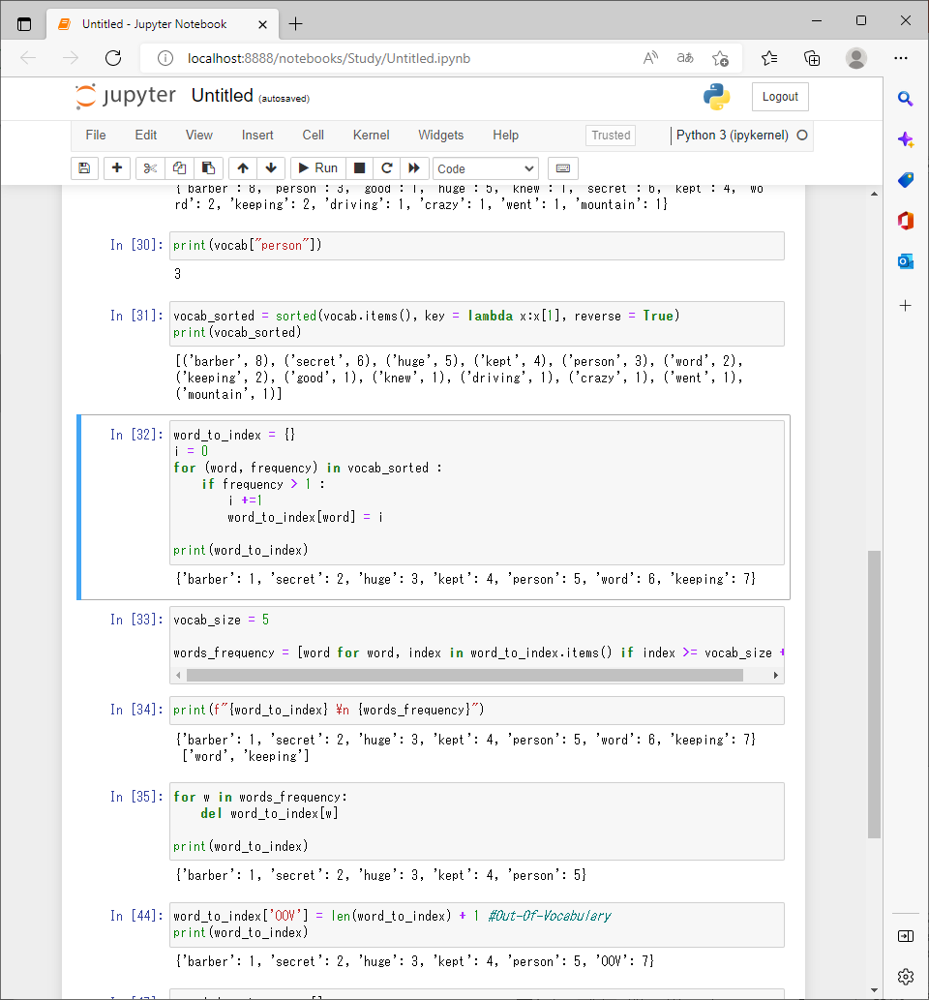 Untitled - Jupyter Notebook
localhost:8888/notebooks/Study/Untitled.ipynb
jupyter Untitled (autosaved)
Logout
File Edit View Insert Cell Kernel Widgets Help
Trusted
Python 3 (ipykernel)
Run
Code
{'barber': 8, 'person': 3, 'good': 1, 'huge': 5, 'knew': 1, 'secret': 6, 'kept': 4, 'wo
rd': 2, 'keeping': 2, 'driving': 1, 'crazy': 1, 'went': 1, 'mountain': 1}
In [30]: print(vocab["person"])
3
In [31]: vocab_sorted = sorted(vocab.items(), key = lambda x:x[1], reverse = True)
print(vocab_sorted)
[('barber', 8), ('secret', 6), ('huge', 5), ('kept', 4), ('person', 3), ('word', 2),
('keeping', 2), ('good', 1), ('knew', 1), ('driving', 1), ('crazy', 1), ('went', 1),
('mountain', 1)]
In [32]: word_to_index = {}
i = 0
for (word, frequency) in vocab_sorted :
if frequency > 1 :
i +=1
word_to_index[word] = i
print(word_to_index)
{'barber': 1, 'secret': 2, 'huge': 3, 'kept': 4, 'person': 5, 'word': 6, 'keeping': 7}
In [33]: vocab_size = 5
words_frequency = [word for word, index in word_to_index.items() if index >= vocab_size +
In [34]: print(f"{word_to_index} ¥n {words_frequency}")
{'barber': 1, 'secret': 2, 'huge': 3, 'kept': 4, 'person': 5, 'word': 6, 'keeping': 7}
['word', 'keeping']
In [35]: for w in words_frequency:
del word_to_index[w]
print(word_to_index)
{'barber': 1, 'secret': 2, 'huge': 3, 'kept': 4, 'person': 5}
In [44]: word_to_index['OOV'] = len(word_to_index) + 1 #Out-Of-Vocabulary
print(word_to_index)
{'barber': 1, 'secret': 2, 'huge': 3, 'kept': 4, 'person': 5, 'OOV': 7}